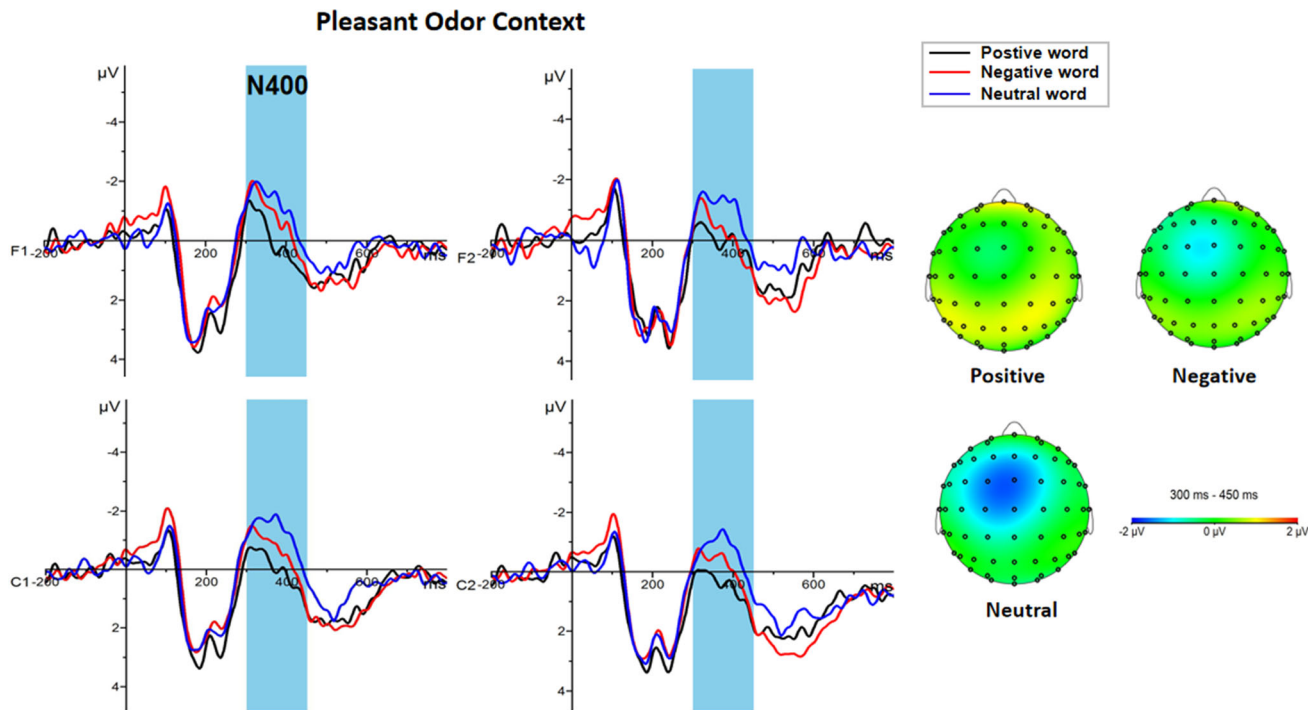 Pleasant Odor Context
Postive word
Negative word
Neutral word
µV
N400
-4
-2
F1
-200
200
400
600
ms
2
4
µV
-4
-2
F2
-200
200
400
600
ms
2
4
Positive
Negative
µV
-4
-2
C1
-200
200
400
600
ms
2
4
µV
-4
-2
C2
-200
200
400
600
ms
2
4
300 ms - 450 ms
-2 µV
0 µV
2 µV
Neutral